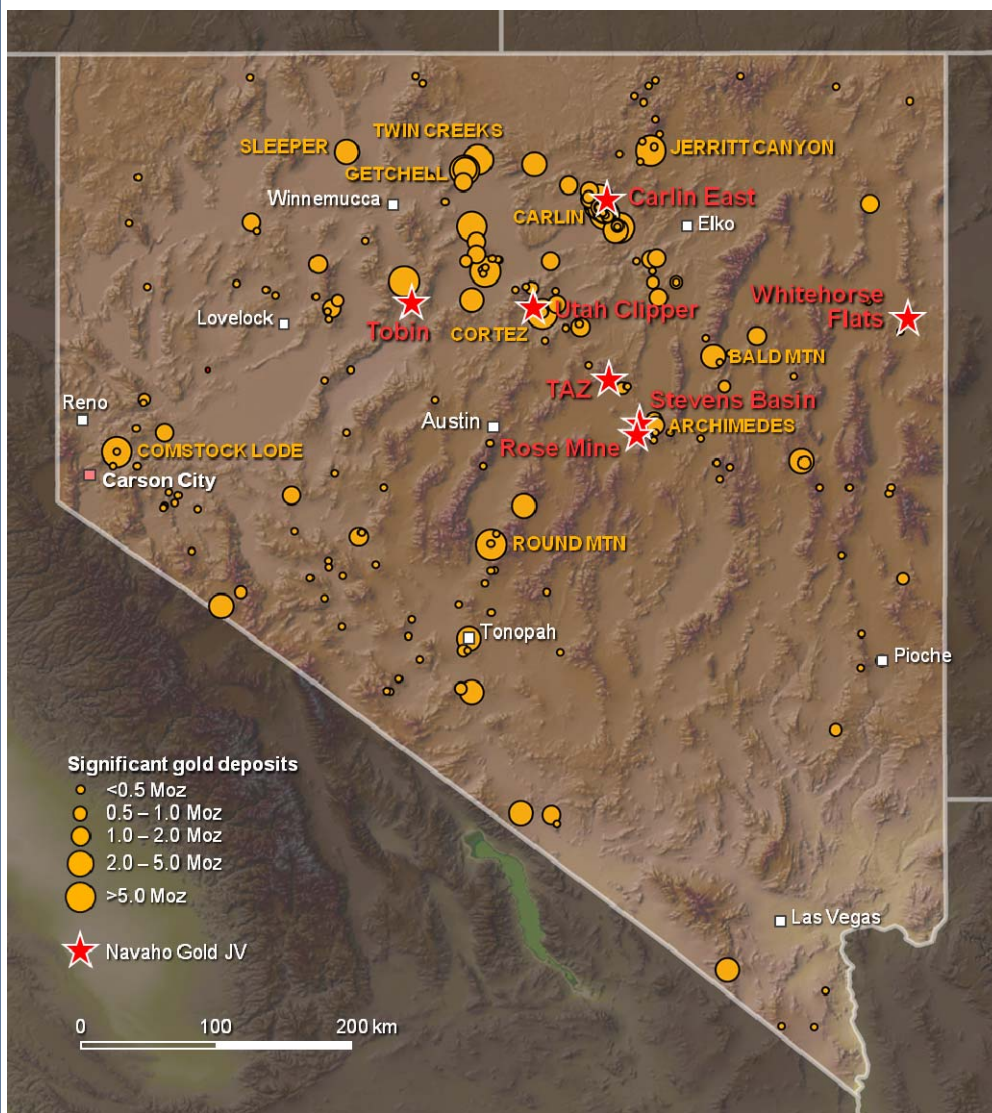 TWIN CREEKS
SLEEPER
JERRITT CANYON
GETCHELL
Winnemucca
Carlin East
CARLIN
Elko
Whitehorse
Flats
Utah Clipper
Lovelock
Tobin
CORTEZ
BALD MTN
TAZ
Stevens Basin
Reno
Austin
ARCHIMEDES
Rose Mine
COMSTOCK LODE
Carson City
ROUND MTN
Tonopah
Pioche
Significant gold deposits
<0.5 Moz
0.5 – 1.0 Moz
1.0 – 2.0 Moz
2.0 – 5.0 Moz
>5.0 Moz
Las Vegas
Navaho Gold JV
0 100 200 km